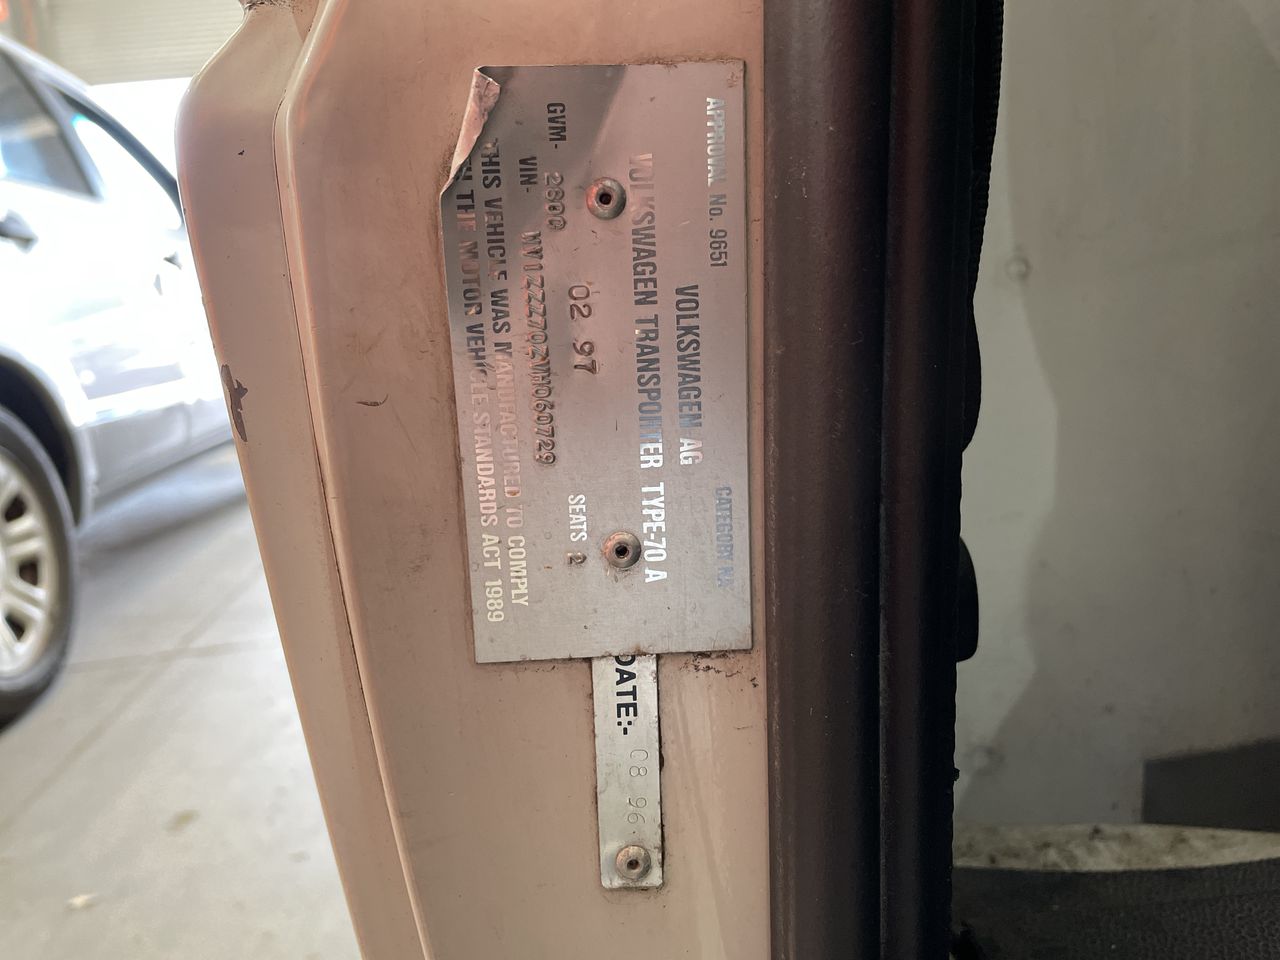 APPROVAL No. 9651 CATEGORY NA
VOLKSWAGEN AG
VOLKSWAGEN TRANSPORTER TYPE-70 A
02 97 SEATS 2
GVM- 2800
VIN- WV1ZZZ70ZVH060729
THIS VEHICLE WAS MANUFACTURED TO COMPLY
THE MOTOR VEHICLE STANDARDS ACT 1989
DATE:- 08 96